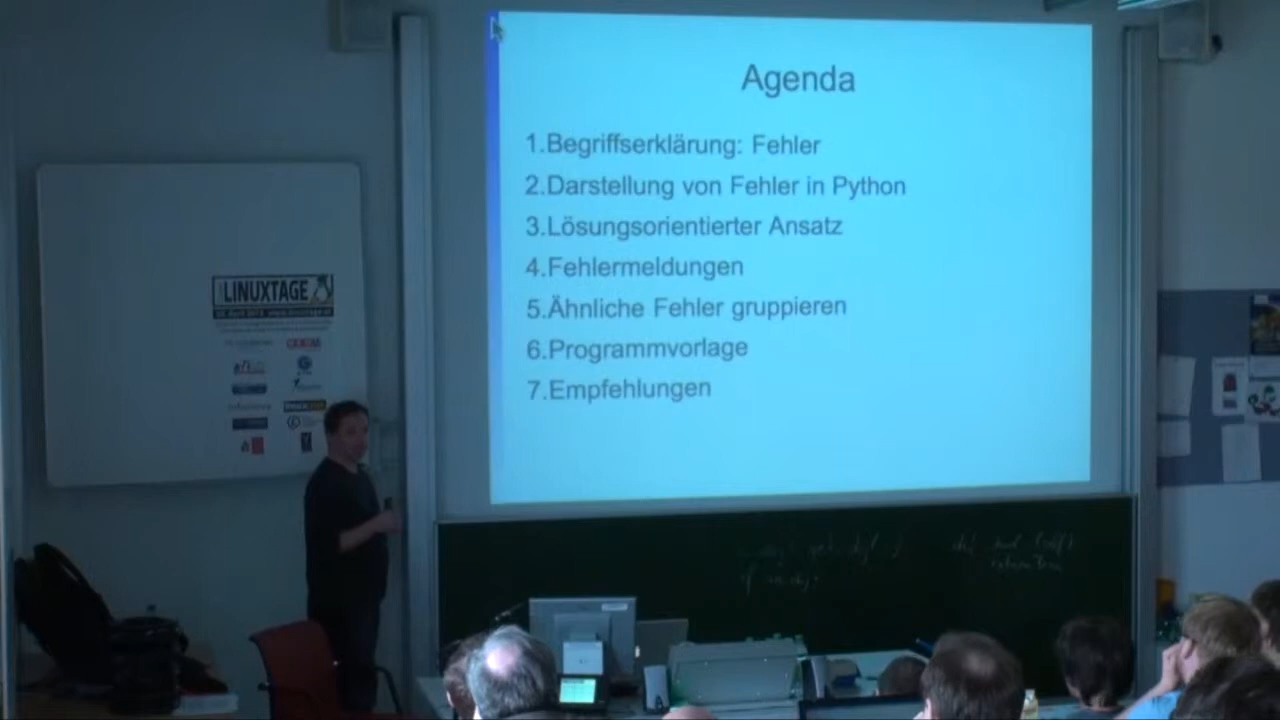 Agenda
1.Begriffserklärung: Fehler
2.Darstellung von Fehler in Python
3.Lösungsorientierter Ansatz
4.Fehlermeldungen
5.Ähnliche Fehler gruppieren
6.Programmvorlage
7.Empfehlungen
LINUXTAGE